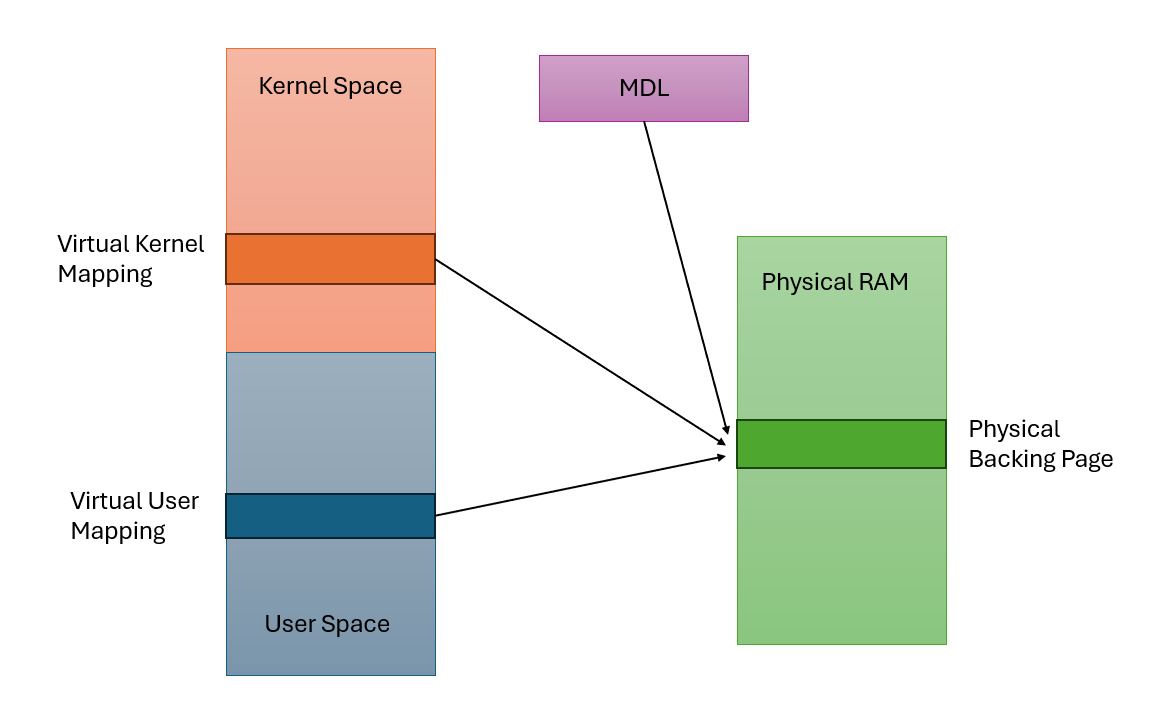 Kernel Space
MDL
Virtual Kernel
Mapping
Physical RAM
Physical
Backing Page
Virtual User
Mapping
User Space